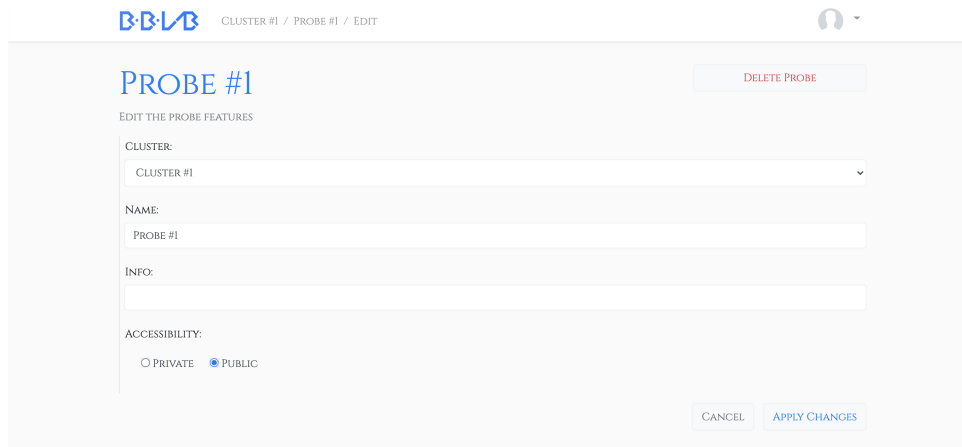 B·B·LAB Cluster #1 / Probe #1 / Edit
Probe #1
Delete Probe
Edit the probe features
Cluster:
Cluster #1
Name:
Probe #1
Info:
Accessibility:
Private Public
Cancel Apply Changes